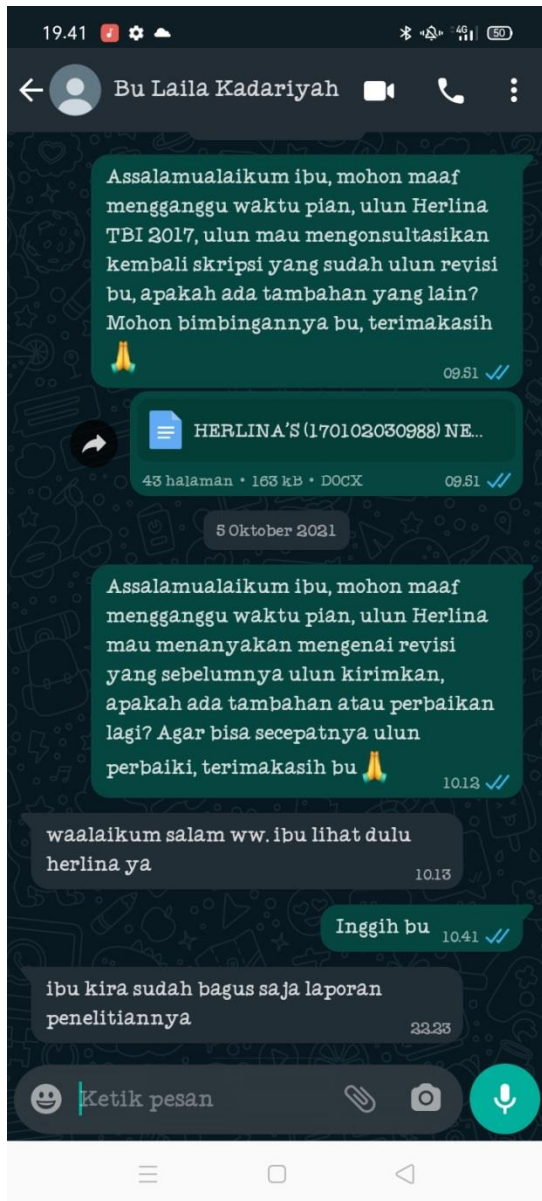 19.41
4G
50
Bu Laila Kadariyah
Assalamualaikum ibu, mohon maaf
mengganggu waktu pian, ulun Herlina
TBI 2017, ulun mau mengonsultasikan
kembali skripsi yang sudah ulun revisi
bu, apakah ada tambahan yang lain?
Mohon bimbingannya bu, terimakasih
🙏
09.51
HERLINA'S (170102030988) NE...
43 halaman • 163 kB • DOCX
09.51
5 Oktober 2021
Assalamualaikum ibu, mohon maaf
mengganggu waktu pian, ulun Herlina
mau menanyakan mengenai revisi
yang sebelumnya ulun kirimkan,
apakah ada tambahan atau perbaikan
lagi? Agar bisa secepatnya ulun
perbaiki, terimakasih bu 🙏
10.12
waalaikum salam ww. ibu lihat dulu
herlina ya
10.13
Inggih bu
10.41
ibu kira sudah bagus saja laporan
penelitiannya
22.23
Ketik pesan